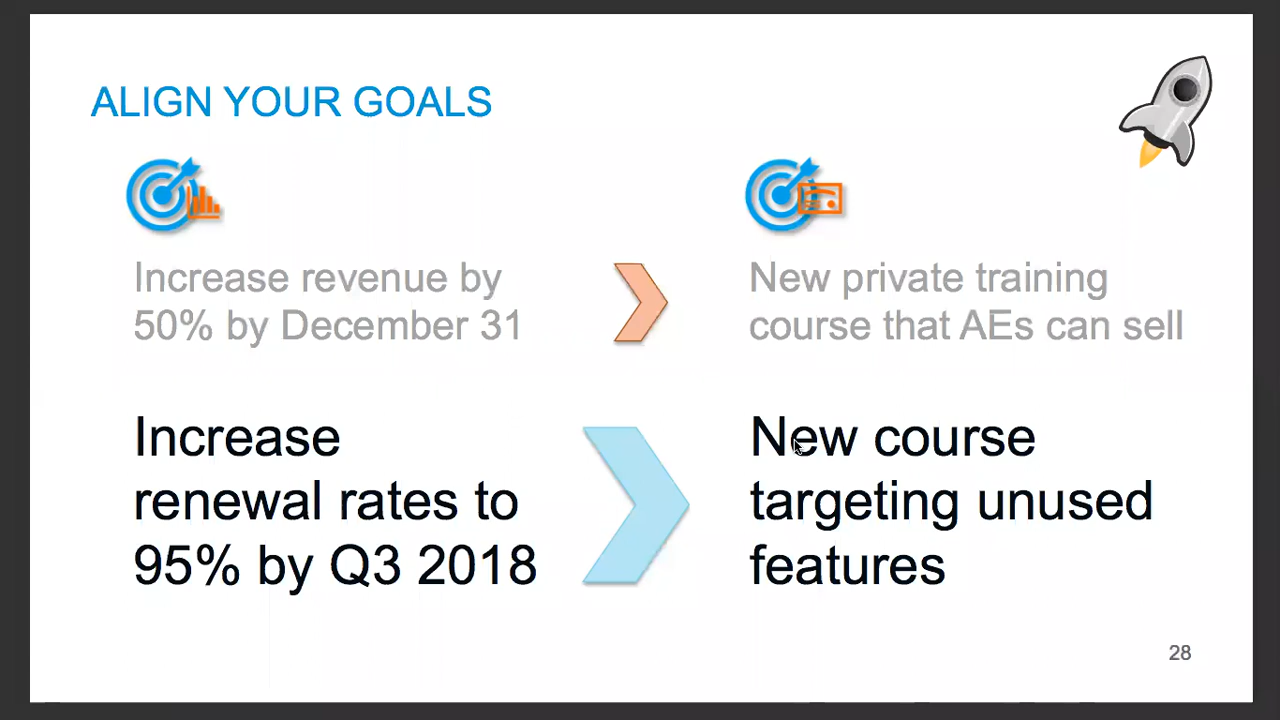 ALIGN YOUR GOALS
Increase revenue by
50% by December 31
New private training
course that AEs can sell
Increase
renewal rates to
95% by Q3 2018
New course
targeting unused
features
28